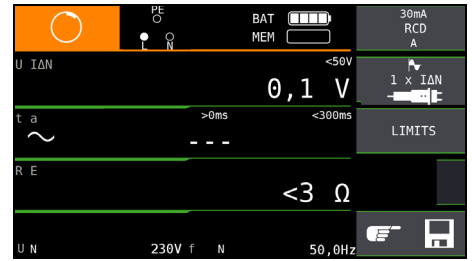 PE
L N
BAT
MEM
30mA
RCD
A
U IΔN
<50V
0,1 V
1 x IΔN
t a
>0ms
<300ms
---
LIMITS
R E
<3 Ω
U N 230V f N 50,0Hz